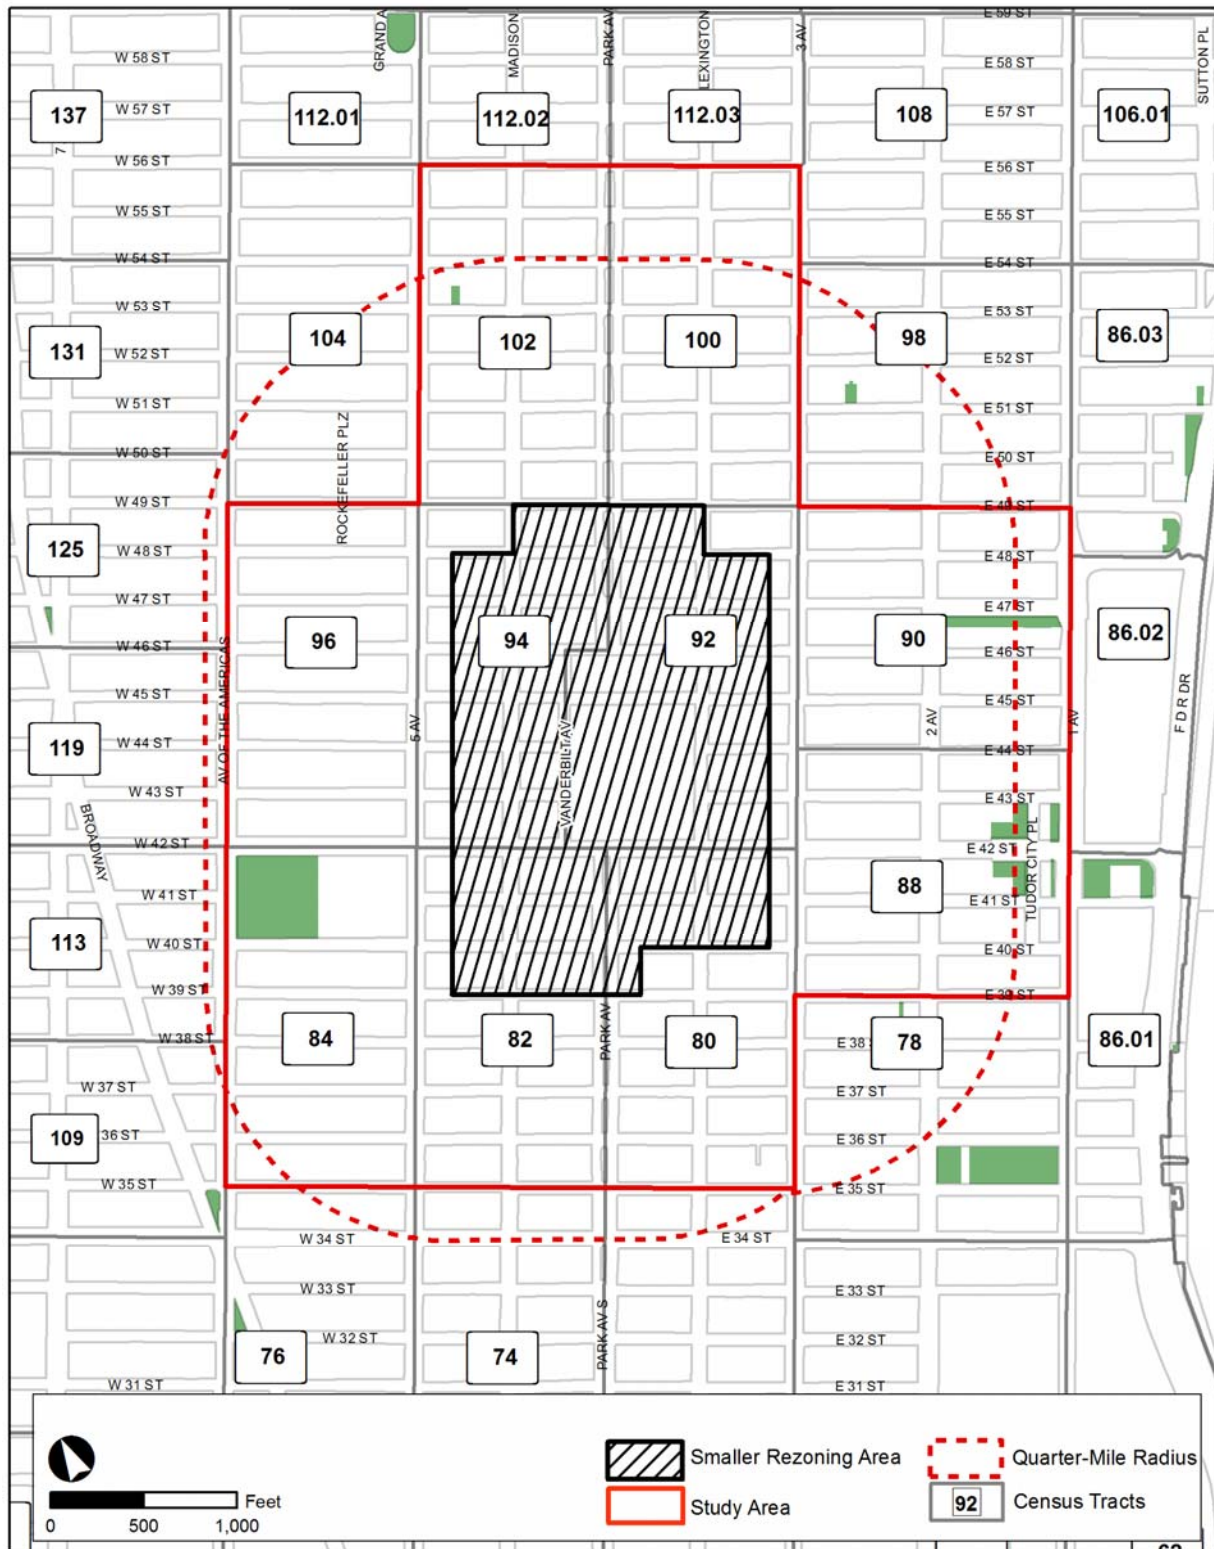 E 59 ST
GRAND A
MADISON
PARK AV
LEXINGTON
3 AV
SUTTON PL
W 58 ST
E 58 ST
137
W 57 ST
112.01
112.02
112.03
108
E 57 ST
106.01
7
W 56 ST
E 56 ST
W 55 ST
E 55 ST
W 54 ST
E 54 ST
W 53 ST
E 53 ST
131
W 52 ST
104
102
100
98
E 52 ST
86.03
W 51 ST
E 51 ST
ROCKEFELLER PLZ
W 50 ST
E 50 ST
W 49 ST
E 49 ST
125
W 48 ST
E 48 ST
W 47 ST
E 47 ST
96
94
92
90
86.02
W 46 ST
E 46 ST
AV OF THE AMERICAS
W 45 ST
E 45 ST
5 AV
VANDERBILT AV
2 AV
1 AV
F D R DR
119
W 44 ST
E 44 ST
W 43 ST
E 43 ST
BROADWAY
W 42 ST
E 42 ST
TUDOR CITY PL
88
W 41 ST
E 41 ST
113
W 40 ST
E 40 ST
W 39 ST
E 39 ST
PARK AV
W 38 ST
84
82
80
E 38
78
86.01
W 37 ST
E 37 ST
109
36 ST
E 36 ST
W 35 ST
E 35 ST
W 34 ST
E 34 ST
W 33 ST
E 33 ST
PARK AV S
76
W 32 ST
74
E 32 ST
W 31 ST
E 31 ST
Smaller Rezoning Area
Quarter-Mile Radius
Feet
Study Area
92
Census Tracts
0 500 1,000